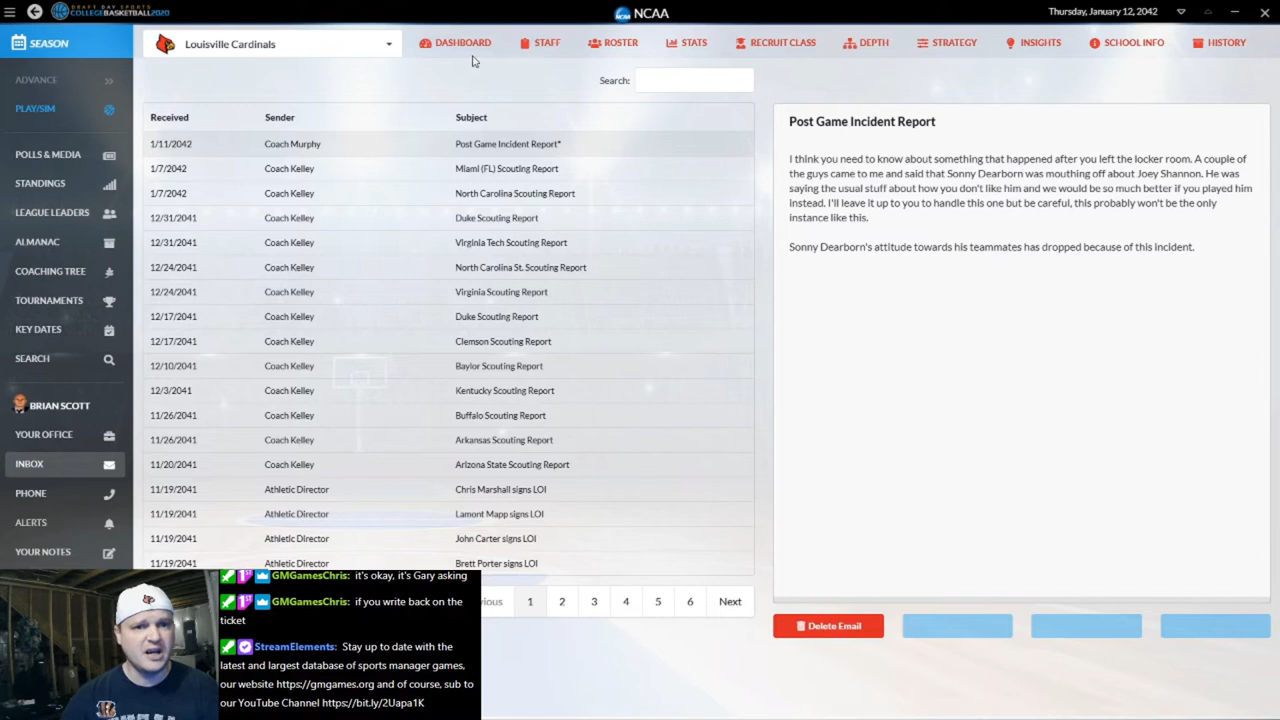 DRAFT DAY SPORTS
COLLEGE BASKETBALL 2020
NCAA
Thursday, January 12, 2042
SEASON
Louisville Cardinals
DASHBOARD
STAFF
ROSTER
STATS
RECRUIT CLASS
DEPTH
STRATEGY
INSIGHTS
SCHOOL INFO
HISTORY
ADVANCE
PLAY/SIM
POLLS & MEDIA
STANDINGS
LEAGUE LEADERS
ALMANAC
COACHING TREE
TOURNAMENTS
KEY DATES
SEARCH
BRIAN SCOTT
YOUR OFFICE
INBOX
PHONE
ALERTS
YOUR NOTES
Search:
Received Sender Subject
1/11/2042 Coach Murphy Post Game Incident Report*
1/7/2042 Coach Kelley Miami (FL) Scouting Report
1/7/2042 Coach Kelley North Carolina Scouting Report
12/31/2041 Coach Kelley Duke Scouting Report
12/31/2041 Coach Kelley Virginia Tech Scouting Report
12/24/2041 Coach Kelley North Carolina St. Scouting Report
12/24/2041 Coach Kelley Virginia Scouting Report
12/17/2041 Coach Kelley Duke Scouting Report
12/17/2041 Coach Kelley Clemson Scouting Report
12/10/2041 Coach Kelley Baylor Scouting Report
12/3/2041 Coach Kelley Kentucky Scouting Report
11/26/2041 Coach Kelley Buffalo Scouting Report
11/26/2041 Coach Kelley Arkansas Scouting Report
11/20/2041 Coach Kelley Arizona State Scouting Report
11/19/2041 Athletic Director Chris Marshall signs LOI
11/19/2041 Athletic Director Lamont Mapp signs LOI
11/19/2041 Athletic Director John Carter signs LOI
11/19/2041 Athletic Director Brett Porter signs LOI
vious 1 2 3 4 5 6 Next
Post Game Incident Report
I think you need to know about something that happened after you left the locker room. A couple of
the guys came to me and said that Sonny Dearborn was mouthing off about Joey Shannon. He was
saying the usual stuff about how you don't like him and we would be so much better if you played him
instead. I'll leave it up to you to handle this one but be careful, this probably won't be the only
instance like this.
Sonny Dearborn's attitude towards his teammates has dropped because of this incident.
Delete Email
GMGamesChris: it's okay, it's Gary asking
GMGamesChris: if you write back on the
ticket
StreamElements: Stay up to date with the
latest and largest database of sports manager games,
our website https://gmgames.org and of course, sub to
our YouTube Channel https://bit.ly/2Uapa1K